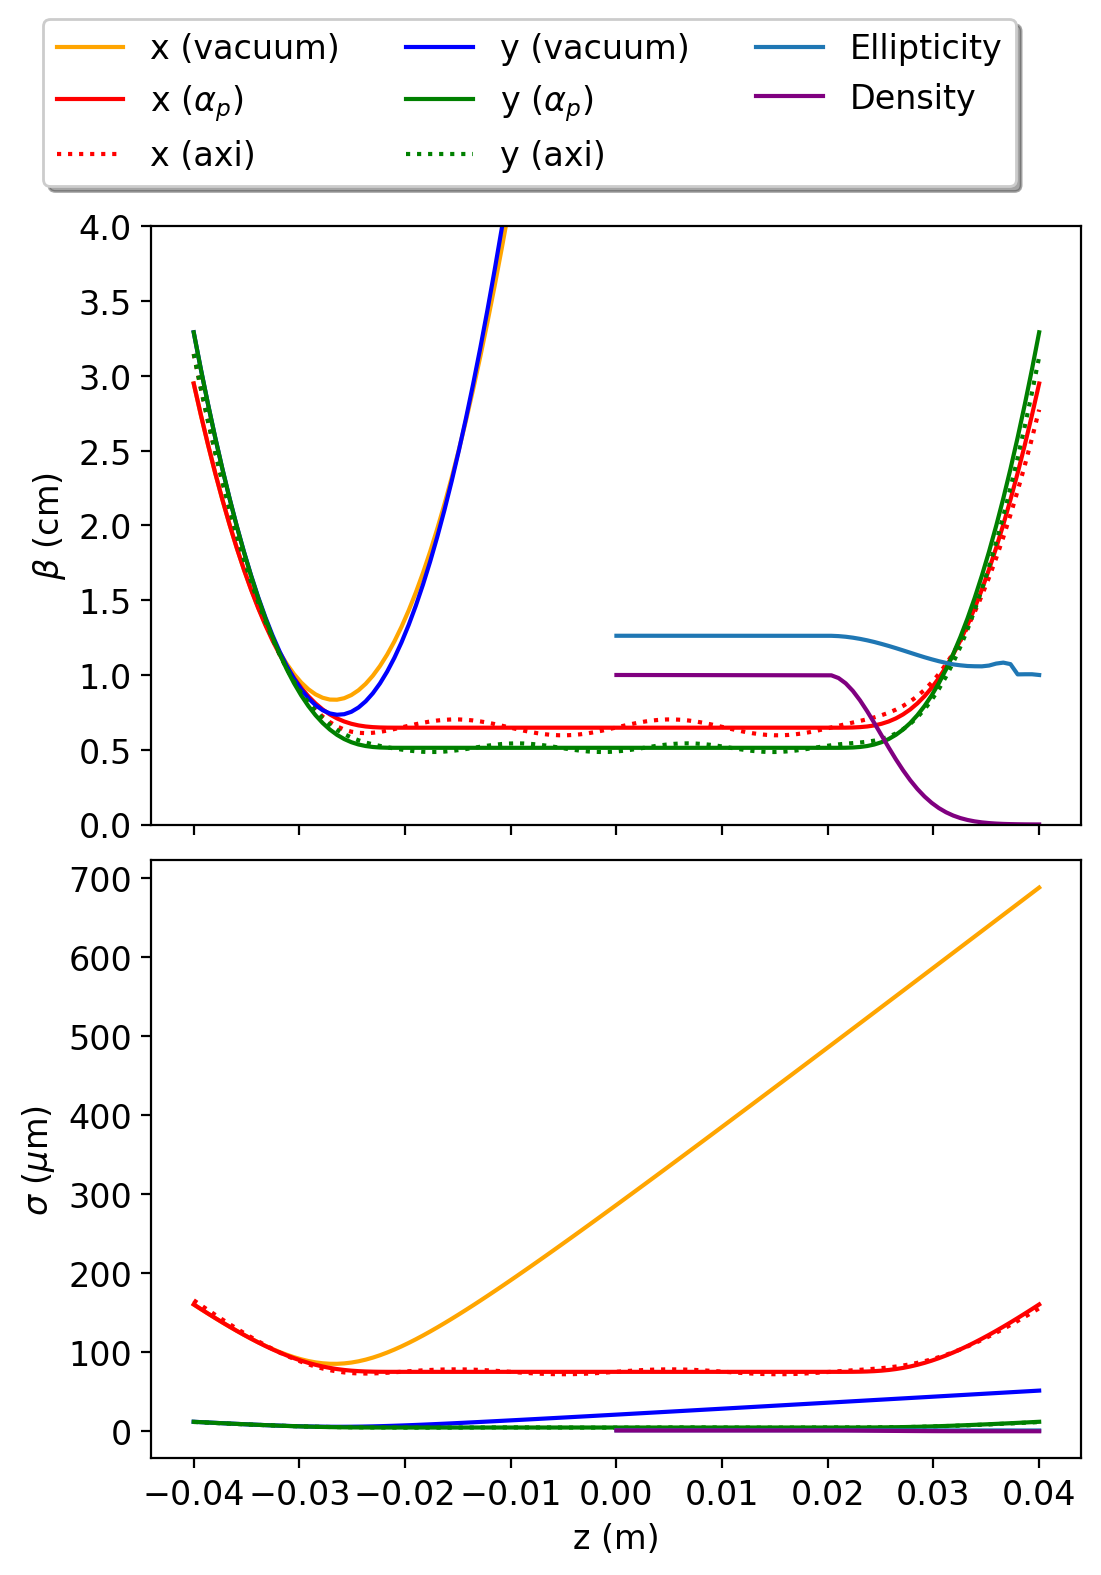 x (vacuum) y (vacuum) Ellipticity
x (αₚ) y (αₚ) Density
x (axi) y (axi)
4.0
3.5
3.0
2.5
2.0
1.5
1.0
0.5
0.0
β (cm)
700
600
500
400
300
200
100
0
σ (μm)
−0.04 −0.03 −0.02 −0.01 0.00 0.01 0.02 0.03 0.04
z (m)